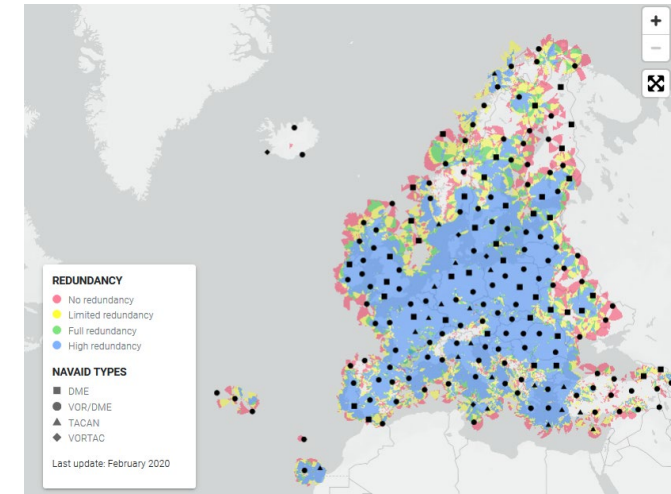 +
−
REDUNDANCY
No redundancy
Limited redundancy
Full redundancy
High redundancy
NAVAID TYPES
DME
VOR/DME
TACAN
VORTAC
Last update: February 2020